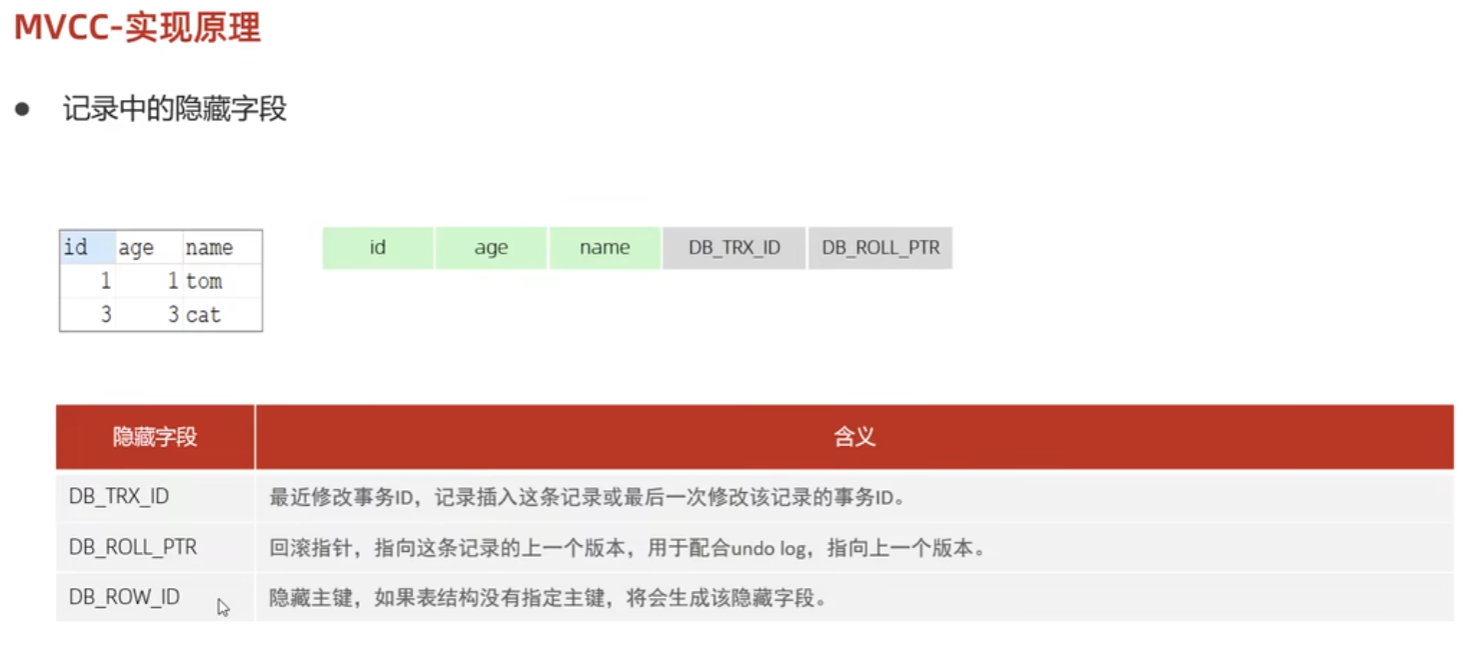 MVCC-实现原理
● 记录中的隐藏字段
id age name
1 1 tom
3 3 cat
id age name DB_TRX_ID DB_ROLL_PTR
隐藏字段 含义
DB_TRX_ID 最近修改事务ID，记录插入这条记录或最后一次修改该记录的事务ID。
DB_ROLL_PTR 回滚指针，指向这条记录的上一个版本，用于配合undo log，指向上一个版本。
DB_ROW_ID 隐藏主键，如果表结构没有指定主键，将会生成该隐藏字段。